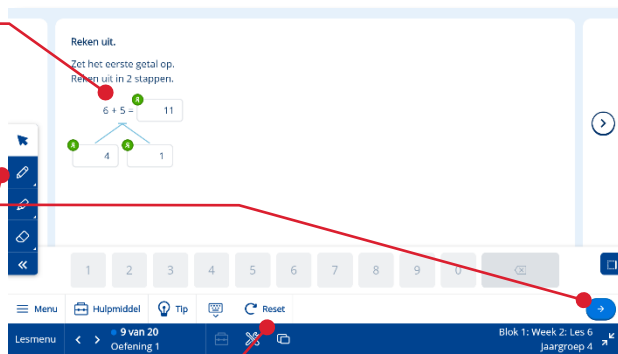 Reken uit.
Zet het eerste getal op.
Reken uit in 2 stappen.
6 + 5 = 11
4 1
1 2 3 4 5 6 7 8 9 0
Menu Hulpmiddel Tip Reset
Lesmenu 9 van 20 Blok 1: Week 2: Les 6
Oefening 1 Jaargroep 4